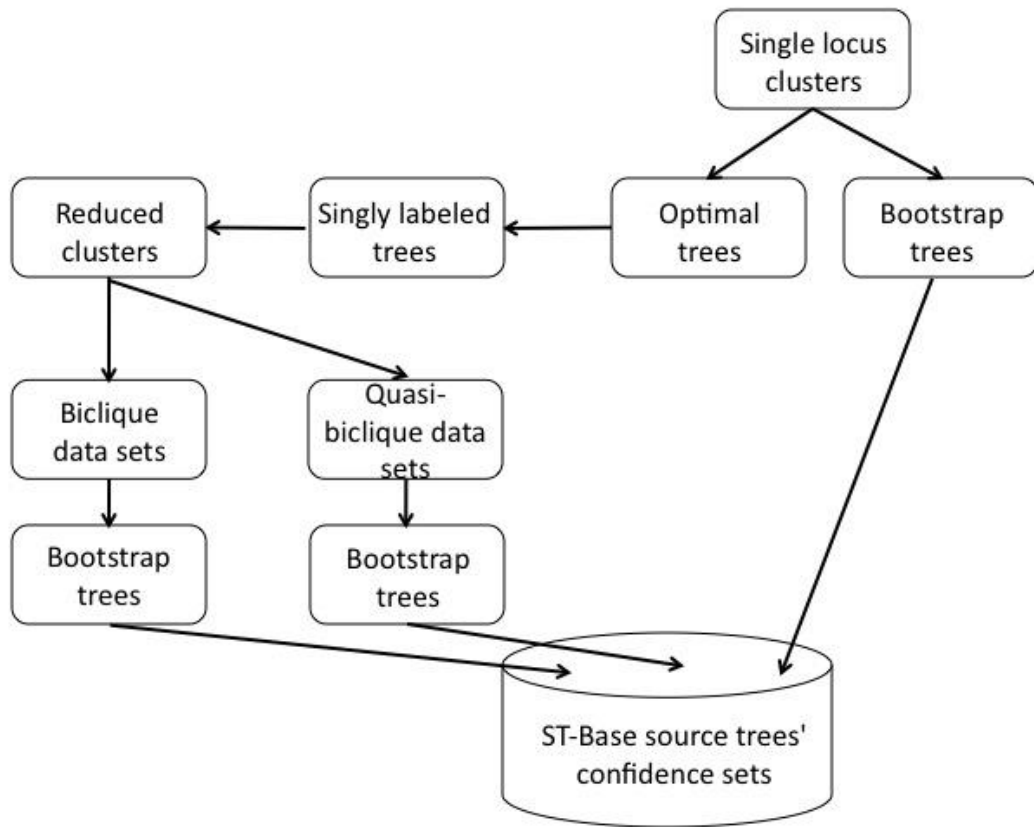 Single locus
clusters
Reduced
clusters
Singly labeled
trees
Optimal
trees
Bootstrap
trees
Biclique
data sets
Quasi-
biclique data
sets
Bootstrap
trees
Bootstrap
trees
ST-Base source trees'
confidence sets